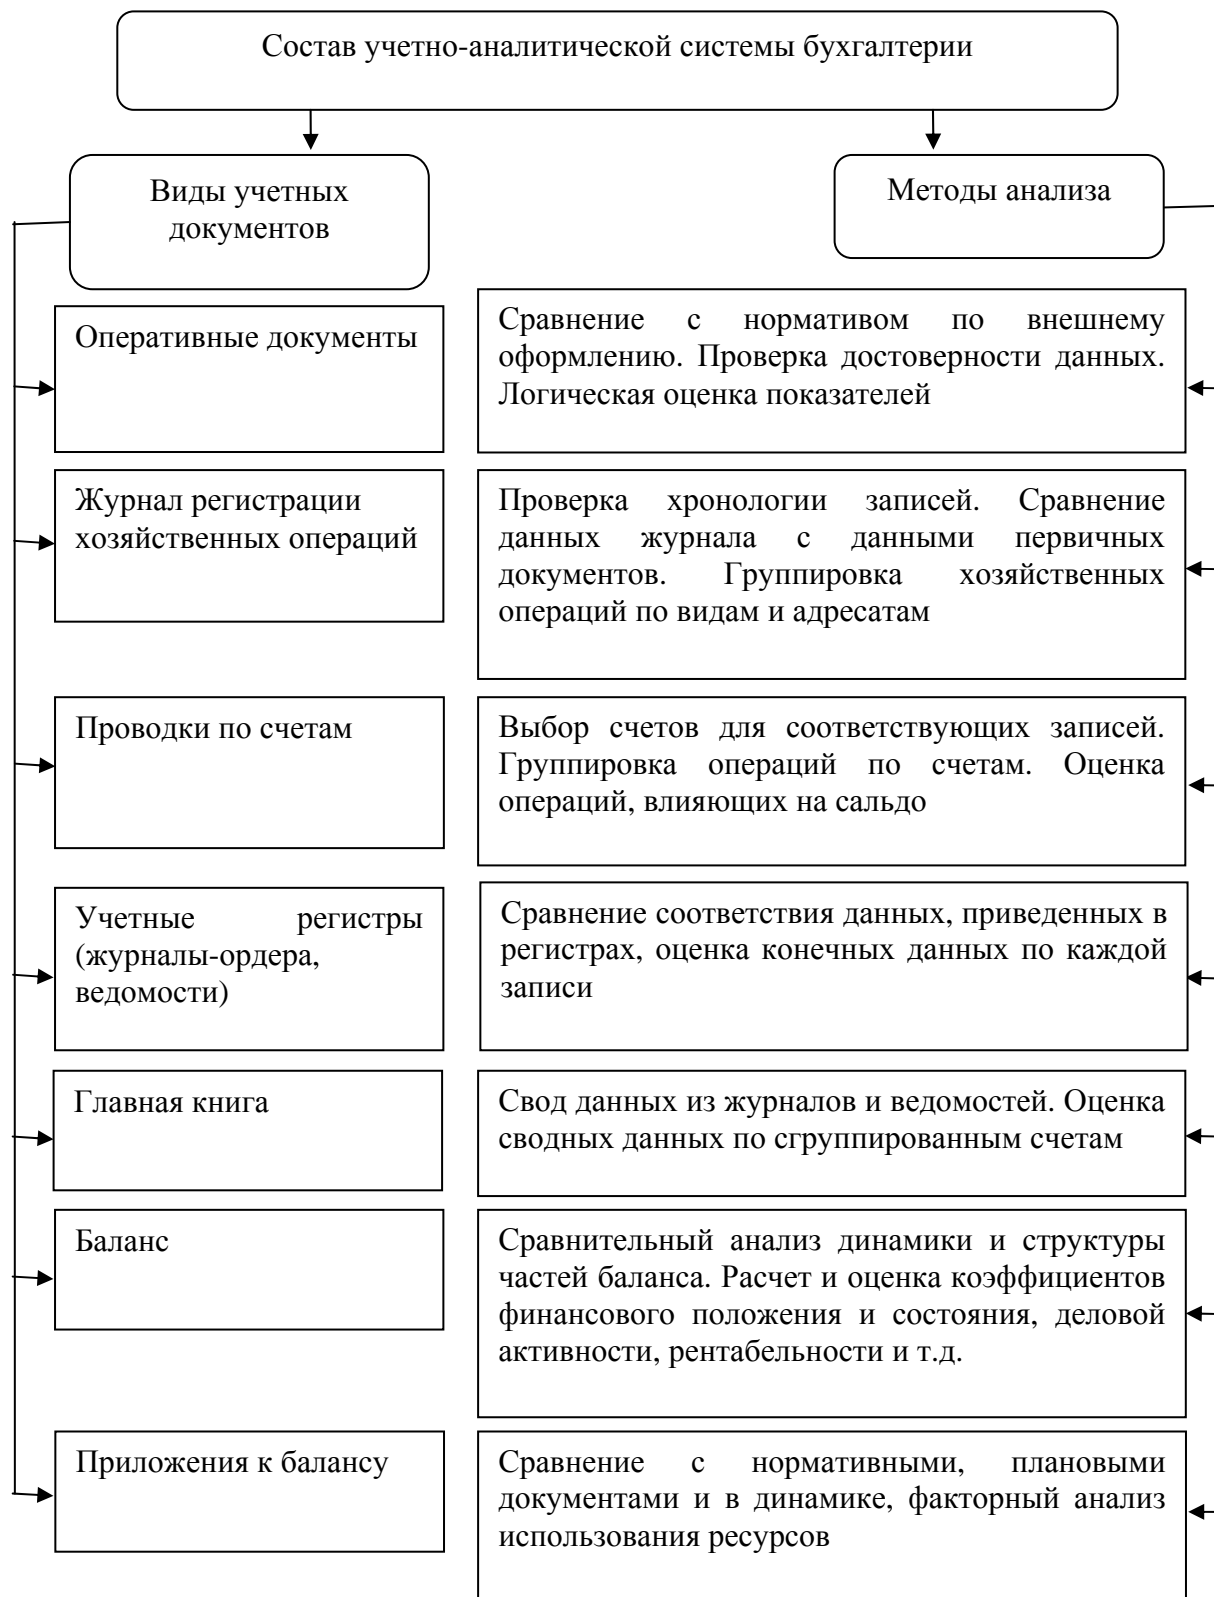 Состав учетно-аналитической системы бухгалтерии
Виды учетных
документов
Методы анализа
Оперативные документы
Сравнение с нормативом по внешнему
оформлению. Проверка достоверности данных.
Логическая оценка показателей
Журнал регистрации
хозяйственных операций
Проверка хронологии записей. Сравнение
данных журнала с данными первичных
документов. Группировка хозяйственных
операций по видам и адресатам
Проводки по счетам
Выбор счетов для соответствующих записей.
Группировка операций по счетам. Оценка
операций, влияющих на сальдо
Учетные регистры
(журналы-ордера,
ведомости)
Сравнение соответствия данных, приведенных в
регистрах, оценка конечных данных по каждой
записи
Главная книга
Свод данных из журналов и ведомостей. Оценка
сводных данных по сгруппированным счетам
Баланс
Сравнительный анализ динамики и структуры
частей баланса. Расчет и оценка коэффициентов
финансового положения и состояния, деловой
активности, рентабельности и т.д.
Приложения к балансу
Сравнение с нормативными, плановыми
документами и в динамике, факторный анализ
использования ресурсов